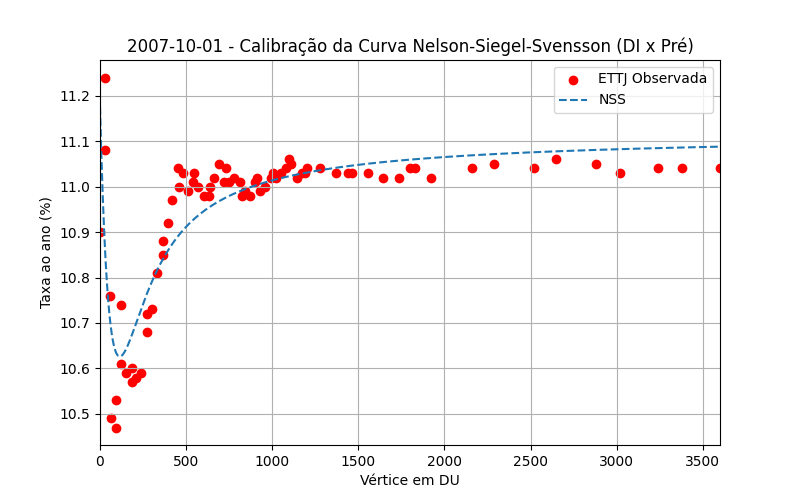 2007-10-01 - Calibração da Curva Nelson-Siegel-Svensson (DI x Pré)
ETTJ Observada
NSS
Taxa ao ano (%)
11.2
11.1
11.0
10.9
10.8
10.7
10.6
10.5
0 500 1000 1500 2000 2500 3000 3500
Vértice em DU